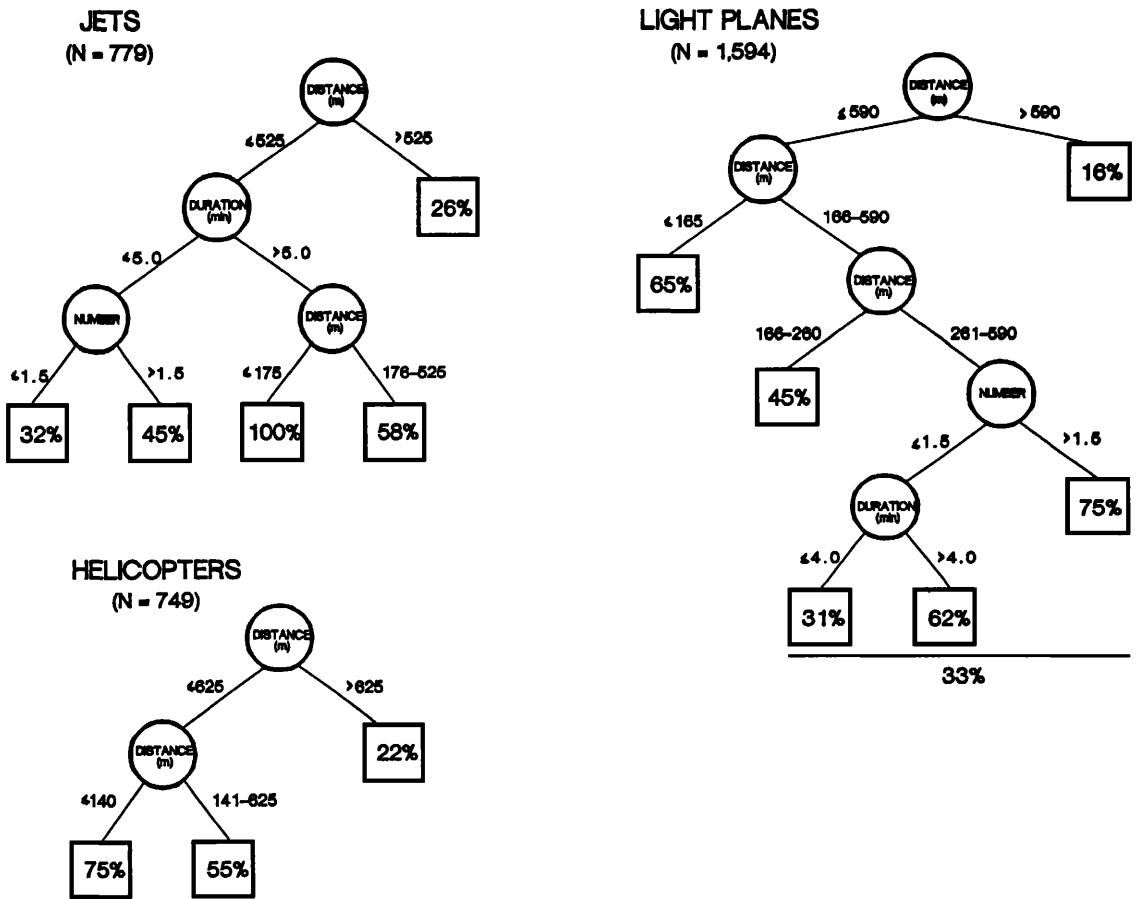 JETS
(N = 779)
DISTANCE
(m)
≤525
>525
DURATION
(min)
26%
≤5.0
>5.0
NUMBER
DISTANCE
(m)
≤1.5
>1.5
≤175
176–525
32%
45%
100%
58%
LIGHT PLANES
(N = 1,594)
DISTANCE
(m)
≤590
>590
DISTANCE
(m)
16%
≤165
166–590
65%
DISTANCE
(m)
166–260
261–590
45%
NUMBER
≤1.5
>1.5
DURATION
(min)
75%
≤4.0
>4.0
31%
62%
33%
HELICOPTERS
(N = 749)
DISTANCE
(m)
≤625
>625
DISTANCE
(m)
22%
≤140
141–625
75%
55%